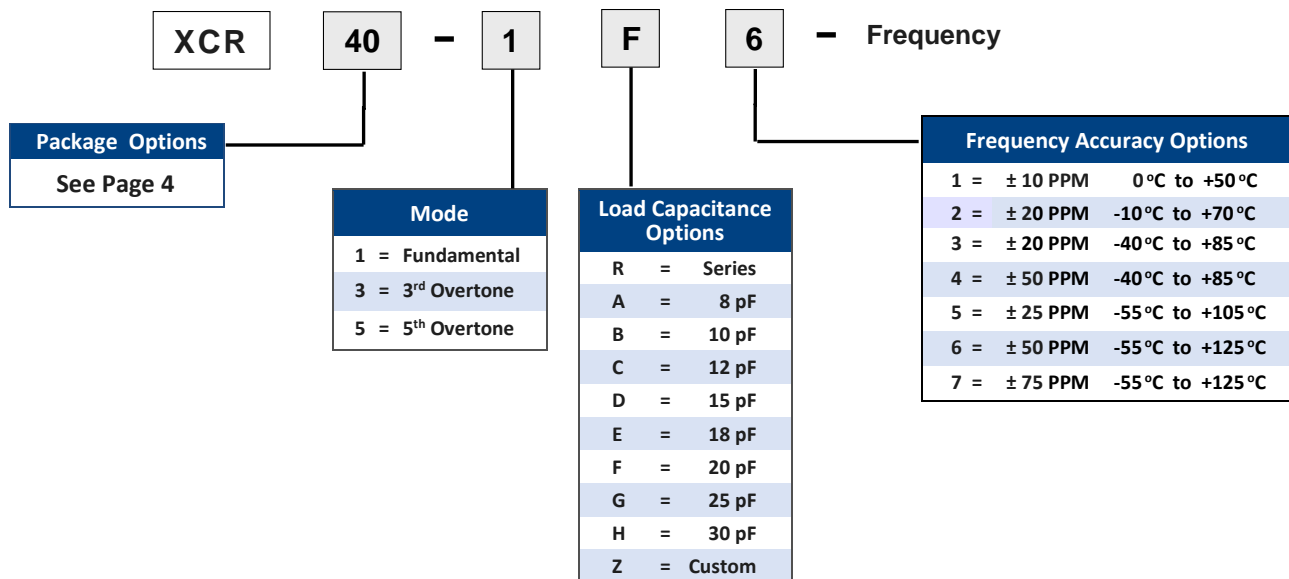 XCR 40 - 1 F 6 - Frequency
Package Options
See Page 4
Mode
1 = Fundamental
3 = 3rd Overtone
5 = 5th Overtone
Load Capacitance
Options
R = Series
A = 8 pF
B = 10 pF
C = 12 pF
D = 15 pF
E = 18 pF
F = 20 pF
G = 25 pF
H = 30 pF
Z = Custom
Frequency Accuracy Options
1 = ± 10 PPM 0 °C to +50 °C
2 = ± 20 PPM -10 °C to +70 °C
3 = ± 20 PPM -40 °C to +85 °C
4 = ± 50 PPM -40 °C to +85 °C
5 = ± 25 PPM -55 °C to +105 °C
6 = ± 50 PPM -55 °C to +125 °C
7 = ± 75 PPM -55 °C to +125 °C